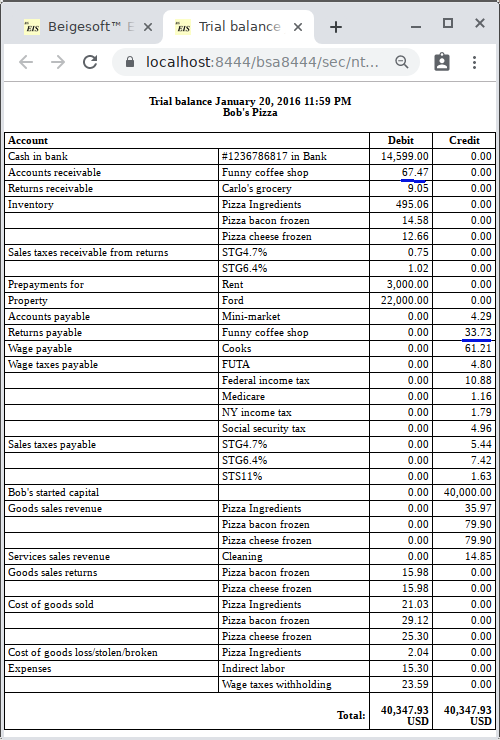 EIS Beigesoft™ E
EIS Trial balance
localhost:8444/bsa8444/sec/nt...
Trial balance January 20, 2016 11:59 PM
Bob's Pizza
Account Debit Credit
Cash in bank #1236786817 in Bank 14,599.00 0.00
Accounts receivable Funny coffee shop 67.47 0.00
Returns receivable Carlo's grocery 9.05 0.00
Inventory Pizza Ingredients 495.06 0.00
Pizza bacon frozen 14.58 0.00
Pizza cheese frozen 12.66 0.00
Sales taxes receivable from returns STG4.7% 0.75 0.00
STG6.4% 1.02 0.00
Prepayments for Rent 3,000.00 0.00
Property Ford 22,000.00 0.00
Accounts payable Mini-market 0.00 4.29
Returns payable Funny coffee shop 0.00 33.73
Wage payable Cooks 0.00 61.21
Wage taxes payable FUTA 0.00 4.80
Federal income tax 0.00 10.88
Medicare 0.00 1.16
NY income tax 0.00 1.79
Social security tax 0.00 4.96
Sales taxes payable STG4.7% 0.00 5.44
STG6.4% 0.00 7.42
STS11% 0.00 1.63
Bob's started capital 0.00 40,000.00
Goods sales revenue Pizza Ingredients 0.00 35.97
Pizza bacon frozen 0.00 79.90
Pizza cheese frozen 0.00 79.90
Services sales revenue Cleaning 0.00 14.85
Goods sales returns Pizza bacon frozen 15.98 0.00
Pizza cheese frozen 15.98 0.00
Cost of goods sold Pizza Ingredients 21.03 0.00
Pizza bacon frozen 29.12 0.00
Pizza cheese frozen 25.30 0.00
Cost of goods loss/stolen/broken Pizza Ingredients 2.04 0.00
Expenses Indirect labor 15.30 0.00
Wage taxes withholding 23.59 0.00
Total: 40,347.93 USD 40,347.93 USD